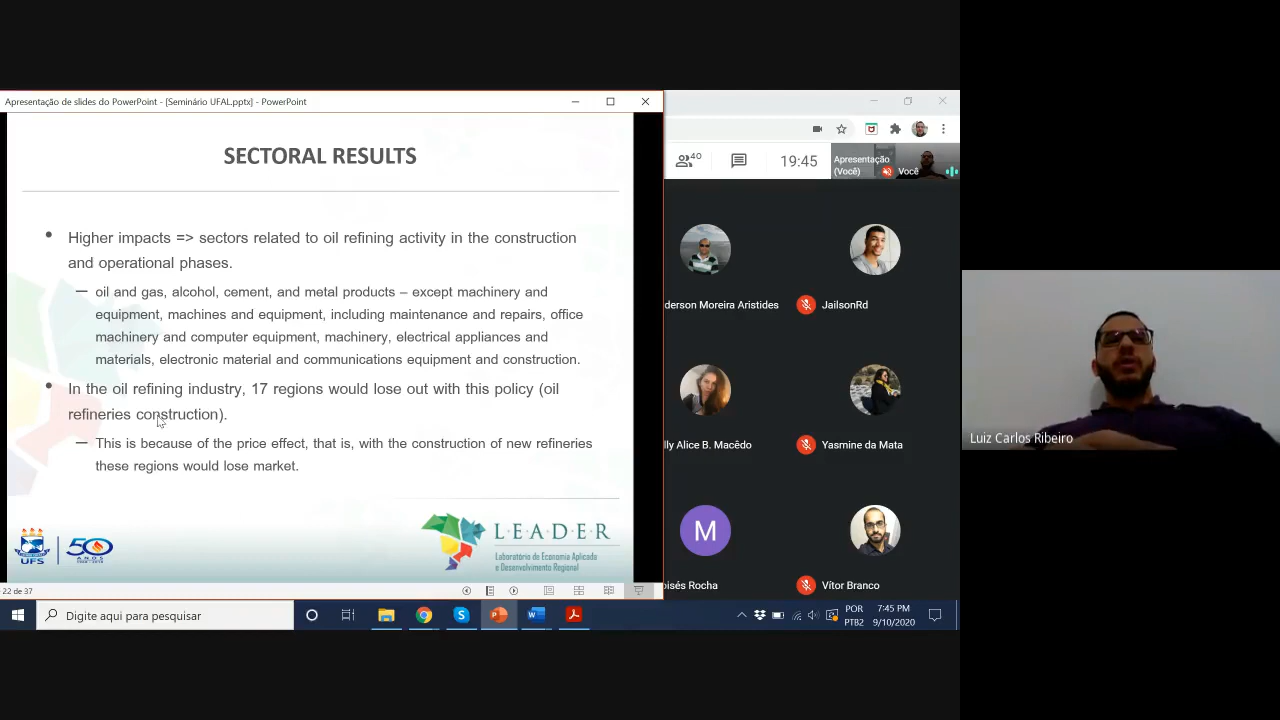 Apresentação de slides do PowerPoint - [Seminário UFAL.pptx] - PowerPoint
SECTORAL RESULTS
• Higher impacts => sectors related to oil refining activity in the construction
and operational phases.
– oil and gas, alcohol, cement, and metal products – except machinery and
equipment, machines and equipment, including maintenance and repairs, office
machinery and computer equipment, machinery, electrical appliances and
materials, electronic material and communications equipment and construction.
• In the oil refining industry, 17 regions would lose out with this policy (oil
refineries construction).
– This is because of the price effect, that is, with the construction of new refineries
these regions would lose market.
UFS
50
ANOS
L·E·A·D·E·R
Laboratório de Economia Aplicada
e Desenvolvimento Regional
22 de 37
40
19:45
Apresentação
(Você)
Você
derson Moreira Aristides
JailsonRd
lly Alice B. Macêdo
Yasmine da Mata
M
oisés Rocha
Vítor Branco
Luiz Carlos Ribeiro
Digite aqui para pesquisar
POR
PTB2
7:45 PM
9/10/2020